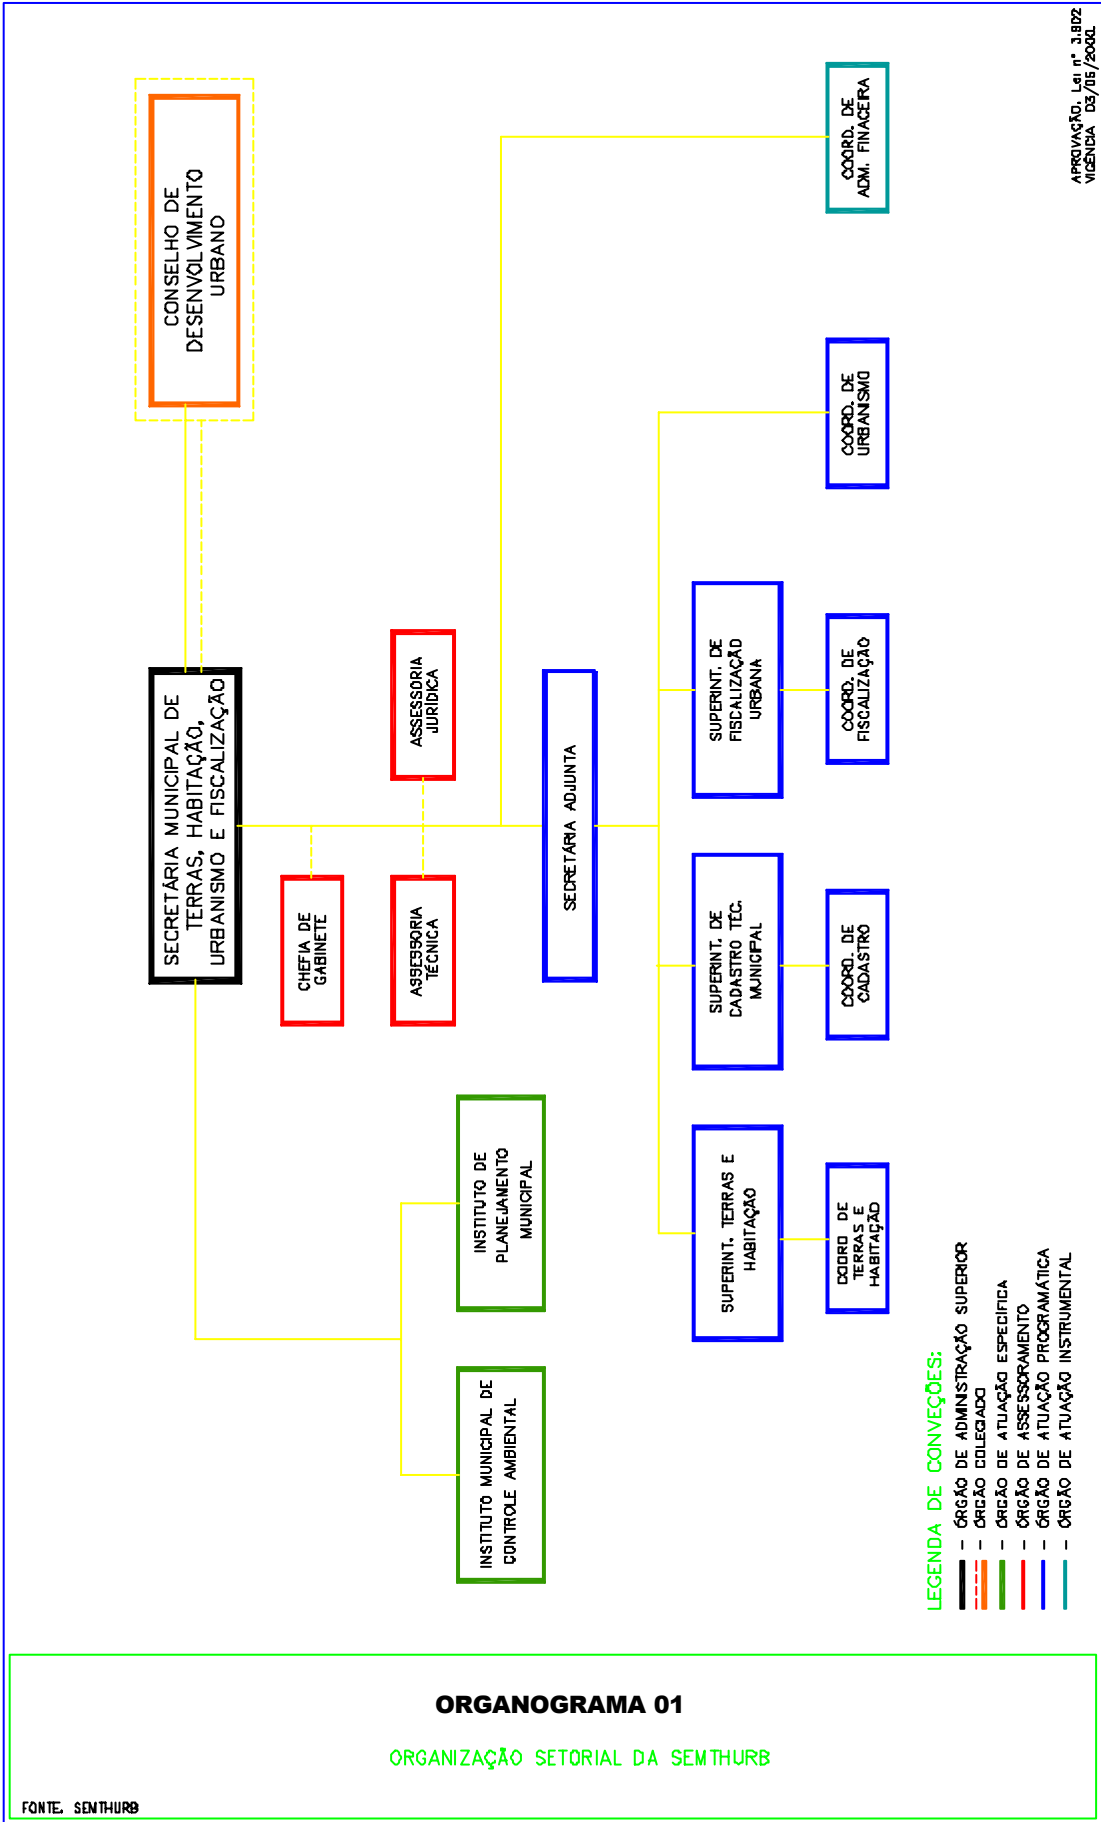 CONSELHO DE
DESENVOLVIMENTO
URBANO
SECRETÁRIA MUNICIPAL DE
TERRAS, HABITAÇÃO,
URBANISMO E FISCALIZAÇÃO
CHEFIA DE
GABINETE
ASSESSORIA
TÉCNICA
ASSESSORIA
JURÍDICA
INSTITUTO MUNICIPAL DE
CONTROLE AMBIENTAL
INSTITUTO DE
PLANEJAMENTO
MUNICIPAL
SECRETÁRIA ADJUNTA
SUPERINT. TERRAS E
HABITAÇÃO
SUPERINT. DE
CADASTRO TÉC.
MUNICIPAL
SUPERINT. DE
FISCALIZAÇÃO
URBANA
COORD DE
TERRAS E
HABITAÇÃO
COORD. DE
CADASTRO
COORD. DE
FISCALIZAÇÃO
COORD. DE
URBANISMO
COORD. DE
ADM. FINACEIRA
LEGENDA DE CONVEÇÕES:
- ÓRGÃO DE ADMINISTRAÇÃO SUPERIOR
- ÓRGÃO COLEGIADO
- ÓRGÃO DE ATUAÇÃO ESPECÍFICA
- ÓRGÃO DE ASSESSORAMENTO
- ÓRGÃO DE ATUAÇÃO PROGRAMÁTICA
- ÓRGÃO DE ATUAÇÃO INSTRUMENTAL
APROVAÇÃO. Lei n° 3.802
VIGÊNCIA 03/05/2000.
ORGANOGRAMA 01
ORGANIZAÇÃO SETORIAL DA SEMTHURB
FONTE. SEMTHURB